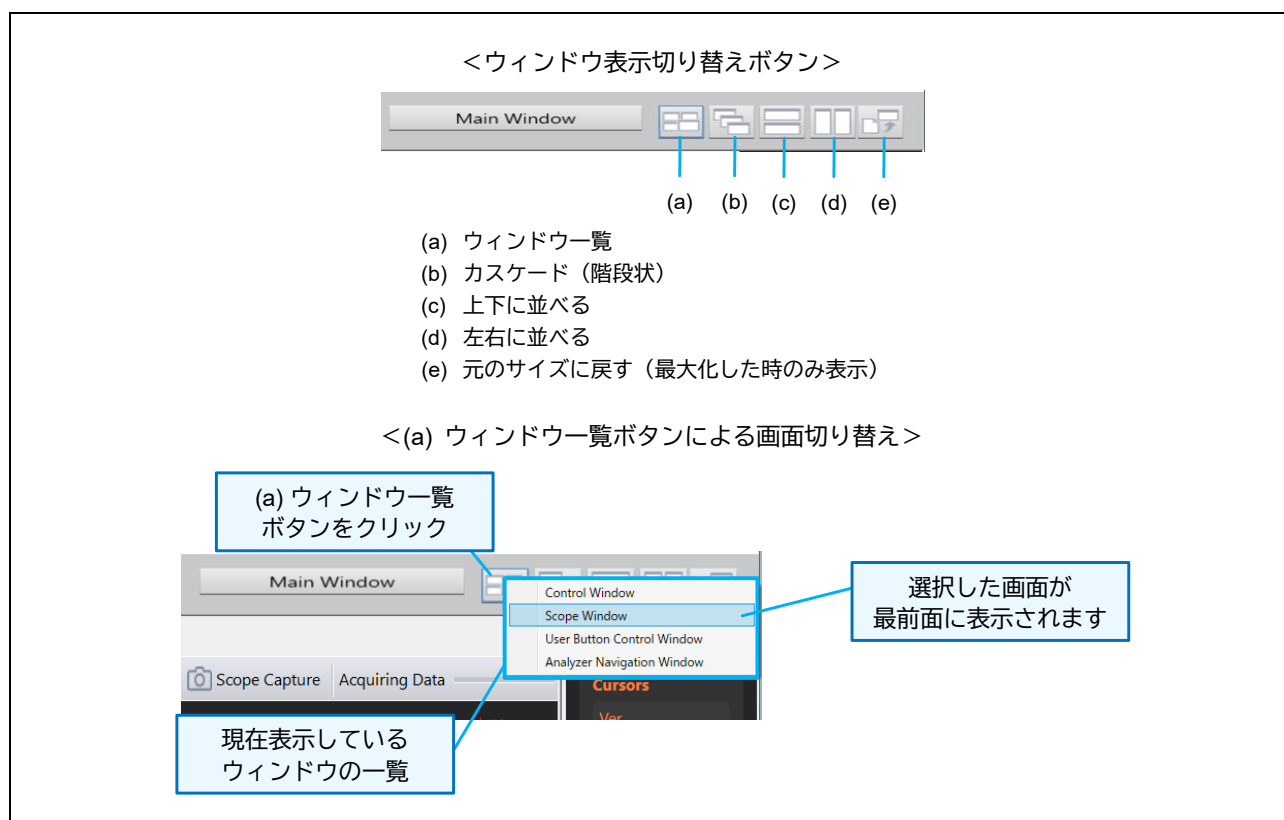 ＜ウィンドウ表示切り替えボタン＞
Main Window
(a) (b) (c) (d) (e)
(a) ウィンドウ一覧
(b) カスケード（階段状）
(c) 上下に並べる
(d) 左右に並べる
(e) 元のサイズに戻す（最大化した時のみ表示）
＜(a) ウィンドウ一覧ボタンによる画面切り替え＞
(a) ウィンドウ一覧
ボタンをクリック
Main Window
Control Window
Scope Window
User Button Control Window
Analyzer Navigation Window
選択した画面が
最前面に表示されます
Scope Capture Acquiring Data
Cursors
Ver
現在表示している
ウィンドウの一覧